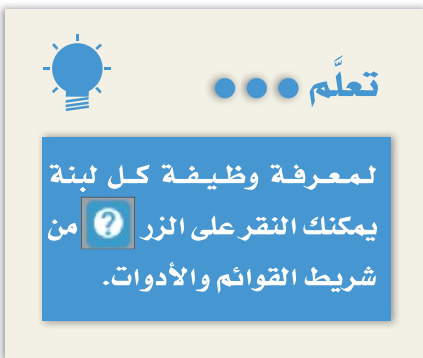 تعلَّم
لمعرفة وظيفة كل لبنة
يمكنك النقر على الزر ? من
شريط القوائم والأدوات.